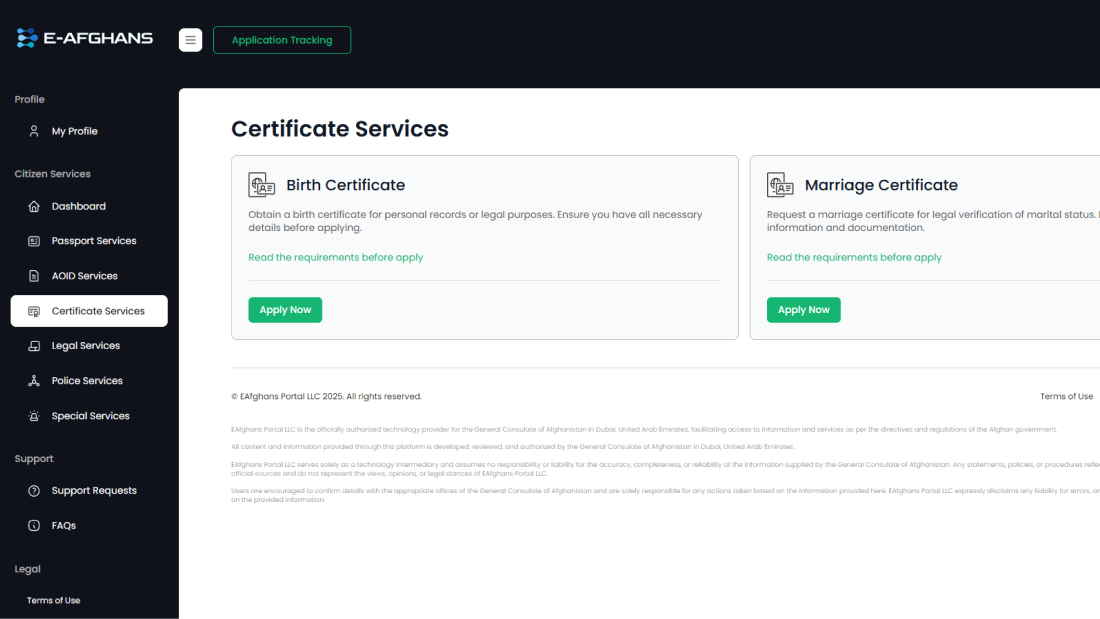 E-AFGHANS
Application Tracking
Profile
My Profile
Citizen Services
Dashboard
Passport Services
AOID Services
Certificate Services
Legal Services
Police Services
Special Services
Support
Support Requests
FAQs
Legal
Terms of Use
Certificate Services
Birth Certificate
Obtain a birth certificate for personal records or legal purposes. Ensure you have all necessary
details before applying.
Read the requirements before apply
Apply Now
Marriage Certificate
Request a marriage certificate for legal verification of marital status.
information and documentation.
Read the requirements before apply
Apply Now
© EAfghans Portal LLC 2025. All rights reserved.
Terms of Use
EAfghans Portal LLC is the officially authorized technology provider for the General Consulate of Afghanistan in Dubai, United Arab Emirates, facilitating access to information and services as per the directives and regulations of the Afghan government.
All content and information provided through this platform is developed, reviewed, and authorized by the General Consulate of Afghanistan in Dubai, United Arab Emirates.
EAfghans Portal LLC serves solely as a technology intermediary and assumes no responsibility or liability for the accuracy, completeness, or reliability of the information supplied by the General Consulate of Afghanistan. Any statements, policies, or procedures
official sources and do not represent the views, opinions, or legal stances of EAfghans Portal LLC.
Users are encouraged to confirm details with the appropriate offices of the General Consulate of Afghanistan and are solely responsible for any actions taken based on the information provided here. EAfghans Portal LLC expressly disclaims any liability for errors,
on the provided information.